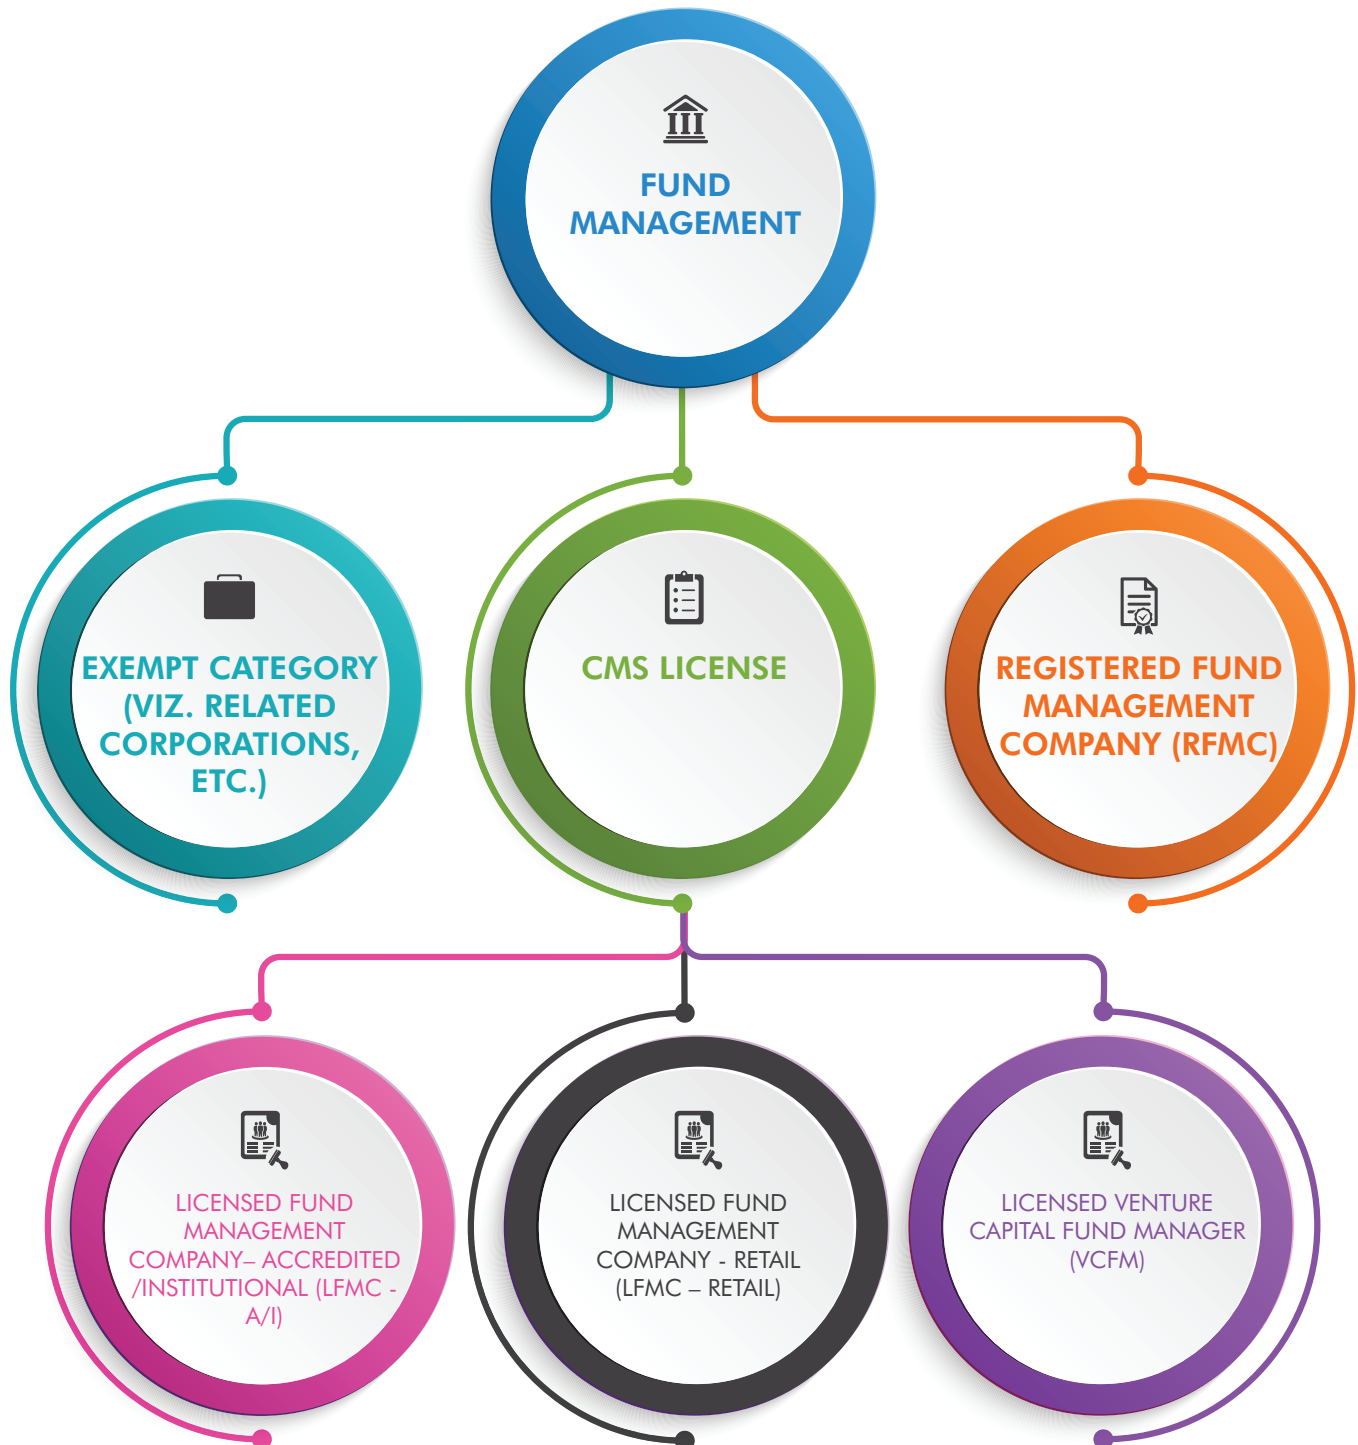 FUND
MANAGEMENT
EXEMPT CATEGORY
(VIZ. RELATED
CORPORATIONS,
ETC.)
CMS LICENSE
REGISTERED FUND
MANAGEMENT
COMPANY (RFMC)
LICENSED FUND
MANAGEMENT
COMPANY– ACCREDITED
/INSTITUTIONAL (LFMC -
A/I)
LICENSED FUND
MANAGEMENT
COMPANY - RETAIL
(LFMC – RETAIL)
LICENSED VENTURE
CAPITAL FUND MANAGER
(VCFM)